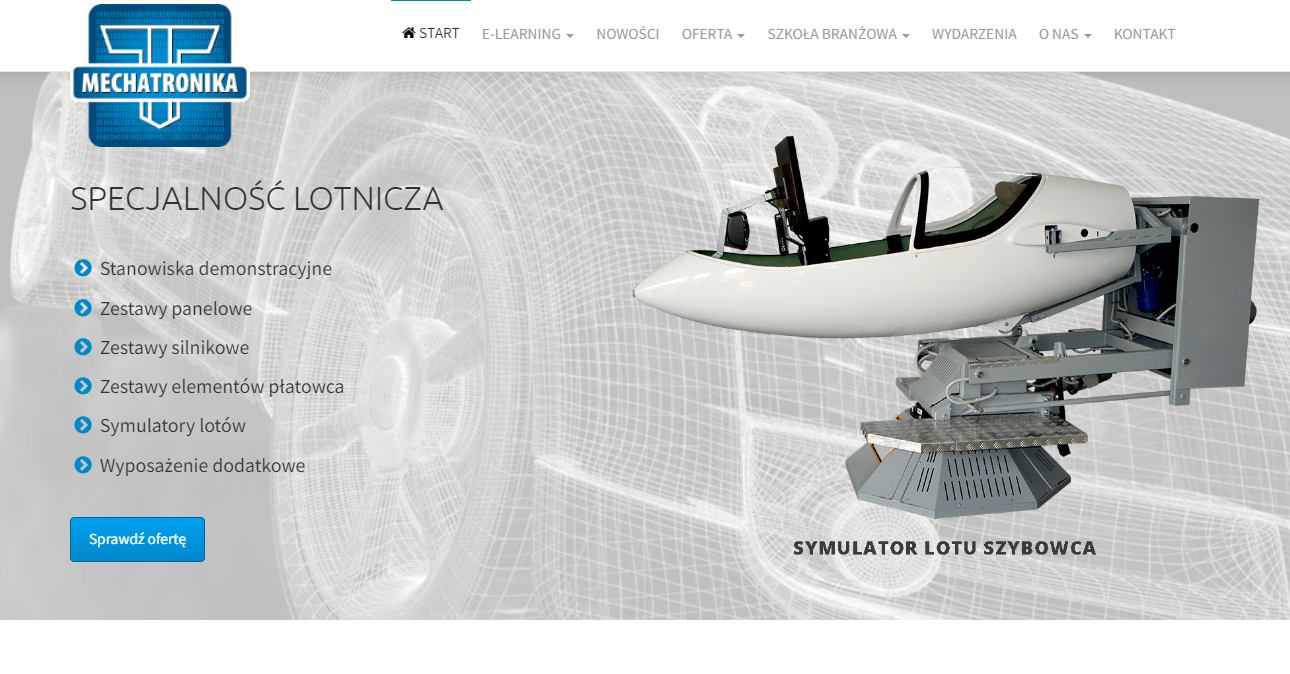 MECHATRONIKA
START
E-LEARNING
NOWOŚCI
OFERTA
SZKOŁA BRANŻOWA
WYDARZENIA
O NAS
KONTAKT
SPECJALNOŚĆ LOTNICZA
Stanowiska demonstracyjne
Zestawy panelowe
Zestawy silnikowe
Zestawy elementów płatowca
Symulatory lotów
Wyposażenie dodatkowe
Sprawdź ofertę
SYMULATOR LOTU SZYBOWCA